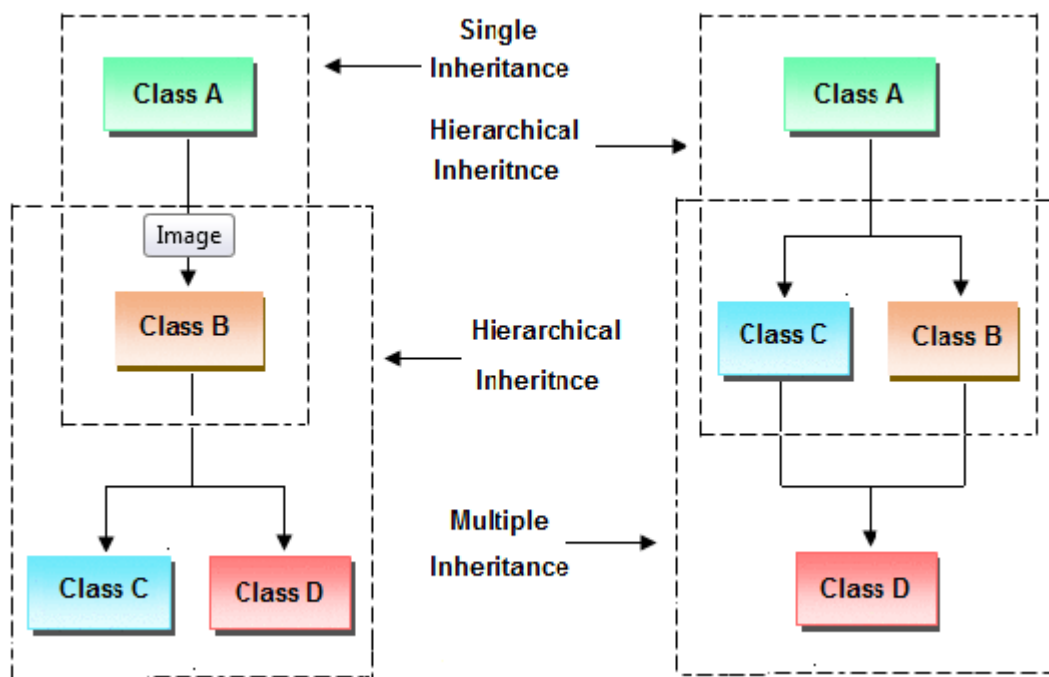 Single
Inheritance
Class A
Class A
Hierarchical
Inheritnce
Image
Class B
Hierarchical
Inheritnce
Class C
Class B
Multiple
Inheritance
Class C
Class D
Class D